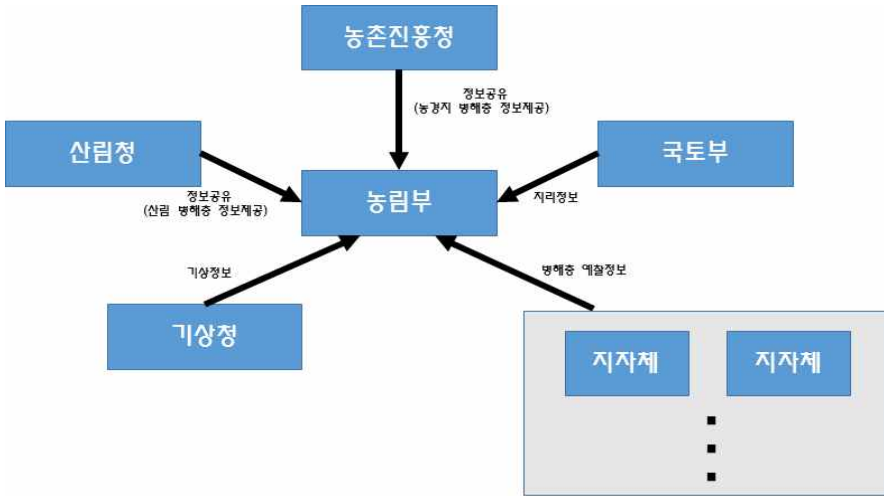 농촌진흥청
정보공유
(농경지 병해충 정보제공)
산림청
국토부
정보공유
(산림 병해충 정보제공)
농림부
지리정보
기상정보
병해충 예찰정보
기상청
지자체
지자체